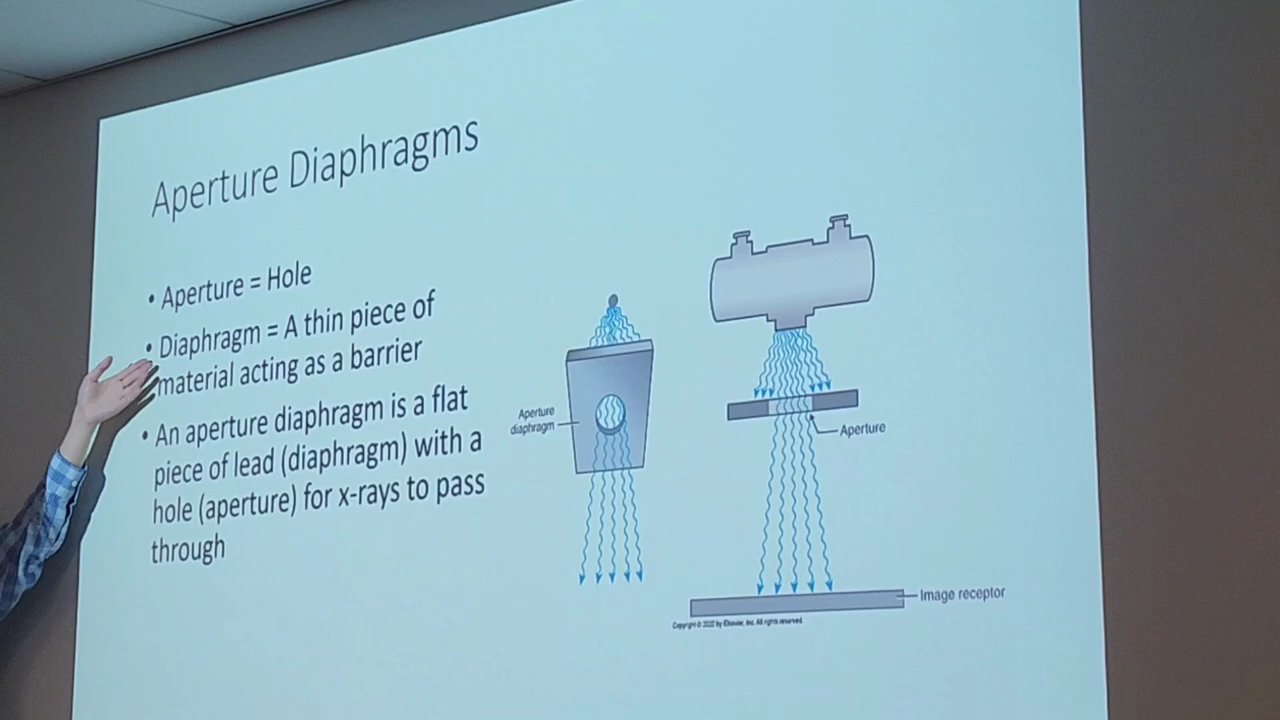 Aperture Diaphragms
• Aperture = Hole
• Diaphragm = A thin piece of
material acting as a barrier
• An aperture diaphragm is a flat
piece of lead (diaphragm) with a
hole (aperture) for x-rays to pass
through
Aperture
diaphragm
Aperture
Image receptor
Copyright © 2020 by Elsevier, Inc. All rights reserved.